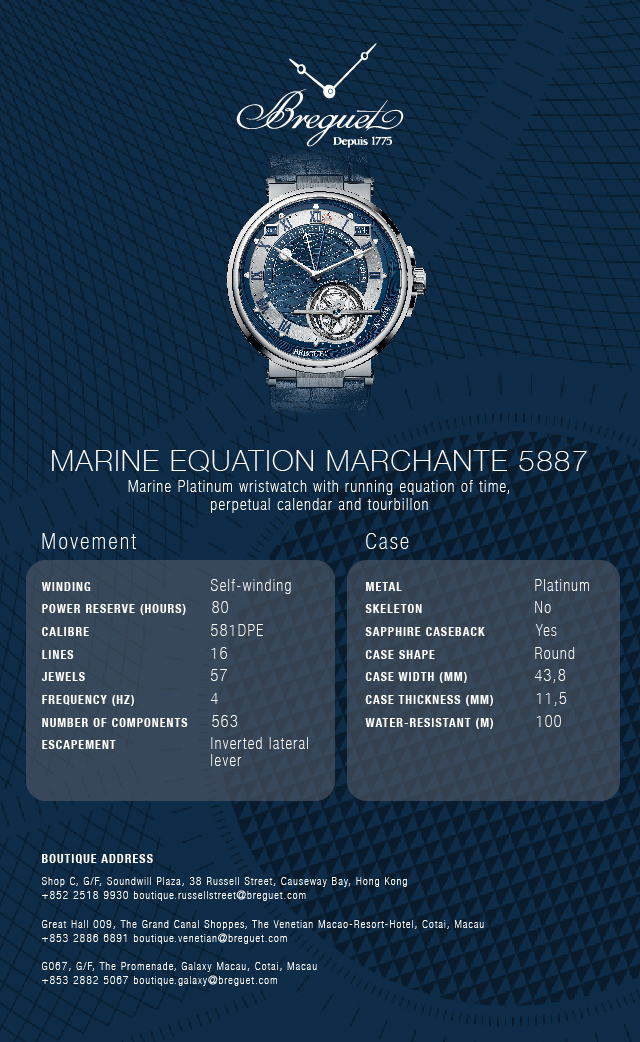 Breguet
Depuis 1775
MARINE EQUATION MARCHANTE 5887
Marine Platinum wristwatch with running equation of time,
perpetual calendar and tourbillon
Movement
WINDING Self-winding
POWER RESERVE (HOURS) 80
CALIBRE 581DPE
LINES 16
JEWELS 57
FREQUENCY (HZ) 4
NUMBER OF COMPONENTS 563
ESCAPEMENT Inverted lateral
lever
Case
METAL Platinum
SKELETON No
SAPPHIRE CASEBACK Yes
CASE SHAPE Round
CASE WIDTH (MM) 43,8
CASE THICKNESS (MM) 11,5
WATER-RESISTANT (M) 100
BOUTIQUE ADDRESS
Shop C, G/F, Soundwill Plaza, 38 Russell Street, Causeway Bay, Hong Kong
+852 2518 9930 boutique.russellstreet@breguet.com
Great Hall 009, The Grand Canal Shoppes, The Venetian Macao-Resort-Hotel, Cotai, Macau
+853 2886 6891 boutique.venetian@breguet.com
G067, G/F, The Promenade, Galaxy Macau, Cotai, Macau
+853 2882 5067 boutique.galaxy@breguet.com